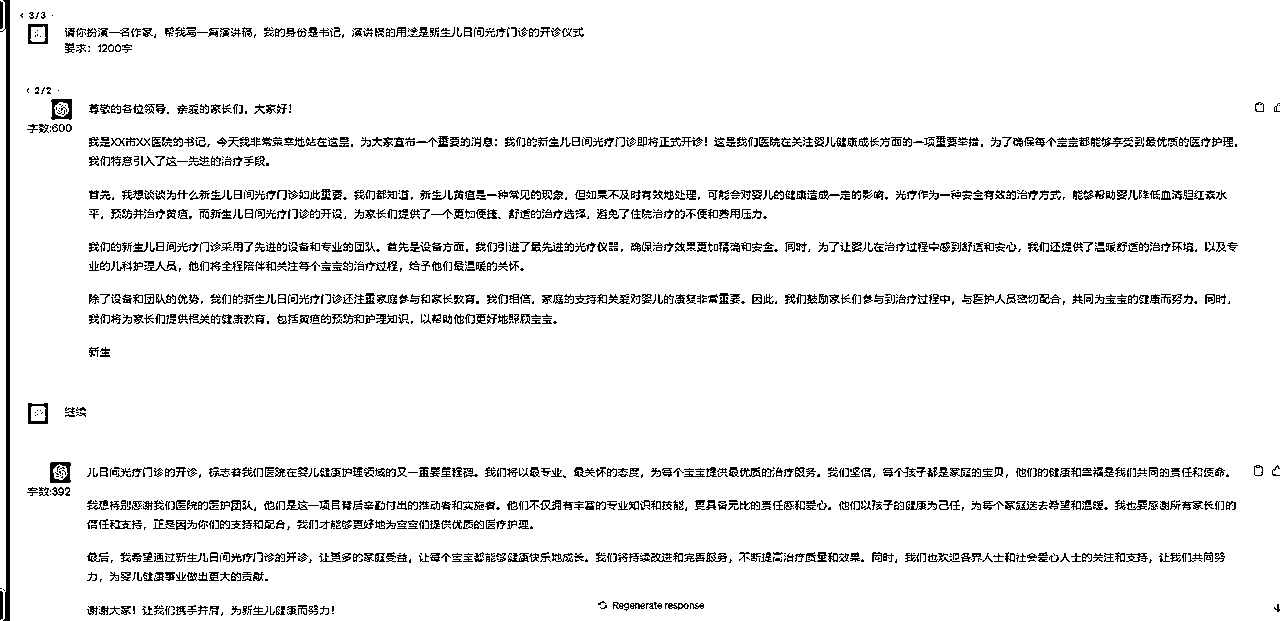 ‹ 3/3 ·
请你扮演一名作家，帮我写一篇演讲稿，我的身份是书记，演讲稿的用途是新生儿日间光疗门诊的开诊仪式
要求：1200字
‹ 2/2 ·
尊敬的各位领导、亲爱的家长们，大家好！
字数:600
我是XX市XX医院的书记，今天我非常荣幸地站在这里，为大家宣布一个重要的消息：我们的新生儿日间光疗门诊即将正式开诊！这是我们医院在关注婴儿健康成长方面的一项重要举措，为了确保每个宝宝都能够享受到最优质的医疗护理，
我们特意引入了这一先进的治疗手段。
首先，我想谈谈为什么新生儿日间光疗门诊如此重要。我们都知道，新生儿黄疸是一种常见的现象，但如果不及时有效地处理，可能会对婴儿的健康造成一定的影响。光疗作为一种安全有效的治疗方式，能够帮助婴儿降低血清胆红素水
平，预防并治疗黄疸。而新生儿日间光疗门诊的开设，为家长们提供了一个更加便捷、舒适的治疗选择，避免了住院治疗的不便和费用压力。
我们的新生儿日间光疗门诊采用了先进的设备和专业的团队。首先是设备方面，我们引进了最先进的光疗仪器，确保治疗效果更加精确和安全。同时，为了让婴儿在治疗过程中感到舒适和安心，我们还提供了温暖舒适的治疗环境，以及专
业的儿科护理人员，他们将全程陪伴和关注每个宝宝的治疗过程，给予他们最温暖的关怀。
除了设备和团队的优势，我们的新生儿日间光疗门诊还注重家庭参与和家长教育。我们相信，家庭的支持和关爱对婴儿的康复非常重要。因此，我们鼓励家长们参与到治疗过程中，与医护人员密切配合，共同为宝宝的健康而努力。同时，
我们将为家长们提供相关的健康教育，包括黄疸的预防和护理知识，以帮助他们更好地照顾宝宝。
新生
继续
儿日间光疗门诊的开诊，标志着我们医院在婴儿健康护理领域的又一重要里程碑。我们将以最专业、最关怀的态度，为每个宝宝提供最优质的治疗服务。我们坚信，每个孩子都是家庭的宝贝，他们的健康和幸福是我们共同的责任和使命。
字数:392
我想特别感谢我们医院的医护团队，他们是这一项目背后辛勤付出的推动者和实施者。他们不仅拥有丰富的专业知识和技能，更具备无比的责任感和爱心。他们以孩子的健康为己任，为每个家庭送去希望和温暖。我也要感谢所有家长们的
信任和支持，正是因为你们的支持和配合，我们才能够更好地为宝宝们提供优质的医疗护理。
最后，我希望通过新生儿日间光疗门诊的开诊，让更多的家庭受益，让每个宝宝都能够健康快乐地成长。我们将持续改进和完善服务，不断提高治疗质量和效果。同时，我们也欢迎各界人士和社会爱心人士的关注和支持，让我们共同努
力，为婴儿健康事业做出更大的贡献。
谢谢大家！让我们携手并肩，为新生儿健康而努力！
Regenerate response